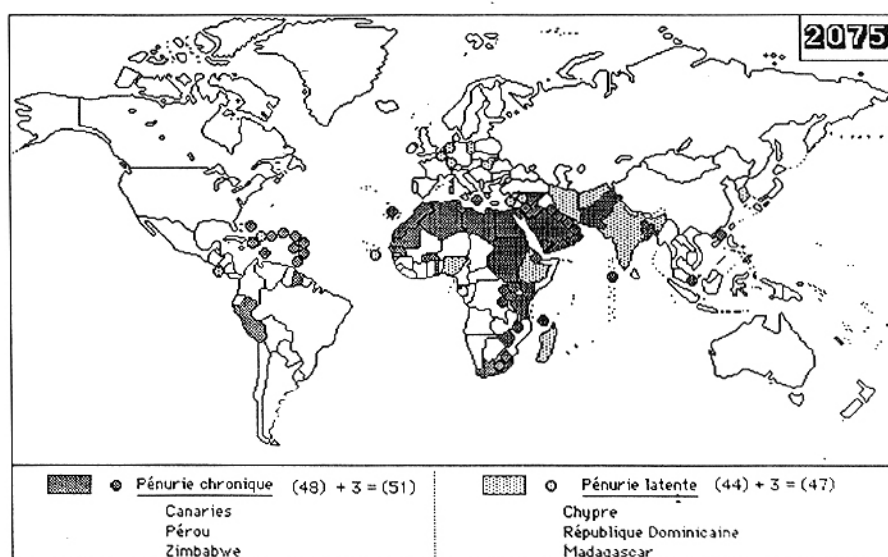 2075
Pénurie chronique (48) + 3 = (51)
Canaries
Pérou
Zimbabwe
Pénurie latente (44) + 3 = (47)
Chypre
République Dominicaine
Madagascar